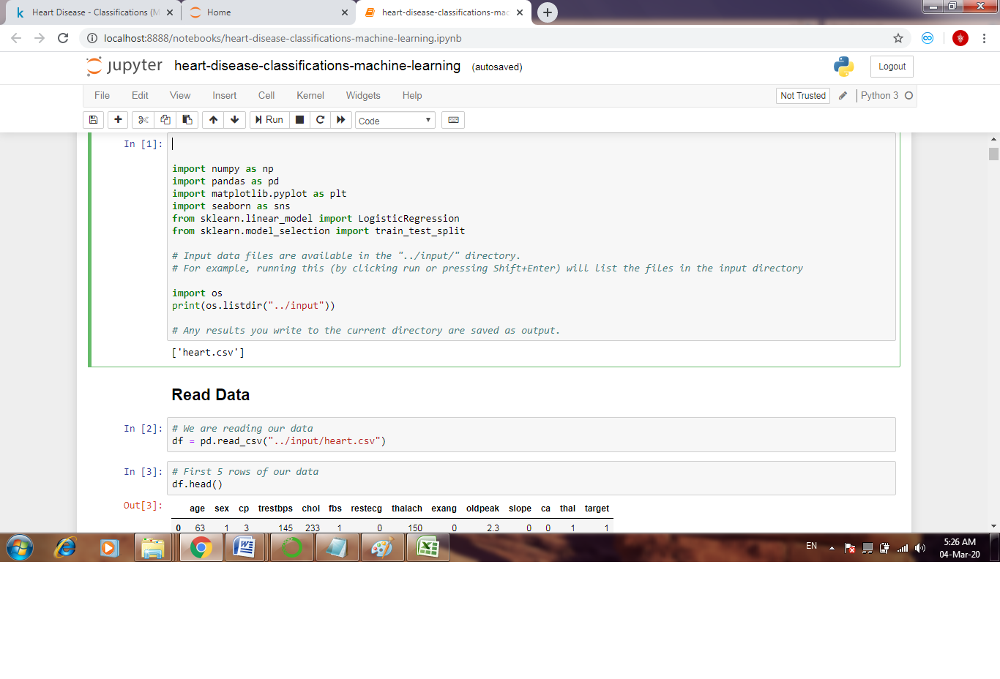 k Heart Disease - Classifications (M
Home
heart-disease-classifications-mac
localhost:8888/notebooks/heart-disease-classifications-machine-learning.ipynb
jupyter heart-disease-classifications-machine-learning (autosaved)
Logout
File Edit View Insert Cell Kernel Widgets Help
Not Trusted Python 3
Run Code
In [1]:
import numpy as np
import pandas as pd
import matplotlib.pyplot as plt
import seaborn as sns
from sklearn.linear_model import LogisticRegression
from sklearn.model_selection import train_test_split
# Input data files are available in the "../input/" directory.
# For example, running this (by clicking run or pressing Shift+Enter) will list the files in the input directory
import os
print(os.listdir("../input"))
# Any results you write to the current directory are saved as output.
['heart.csv']
Read Data
In [2]: # We are reading our data
df = pd.read_csv("../input/heart.csv")
In [3]: # First 5 rows of our data
df.head()
Out[3]:
age sex cp trestbps chol fbs restecg thalach exang oldpeak slope ca thal target
0 63 1 3 145 233 1 0 150 0 2.3 0 0 1 1
EN
5:26 AM
04-Mar-20